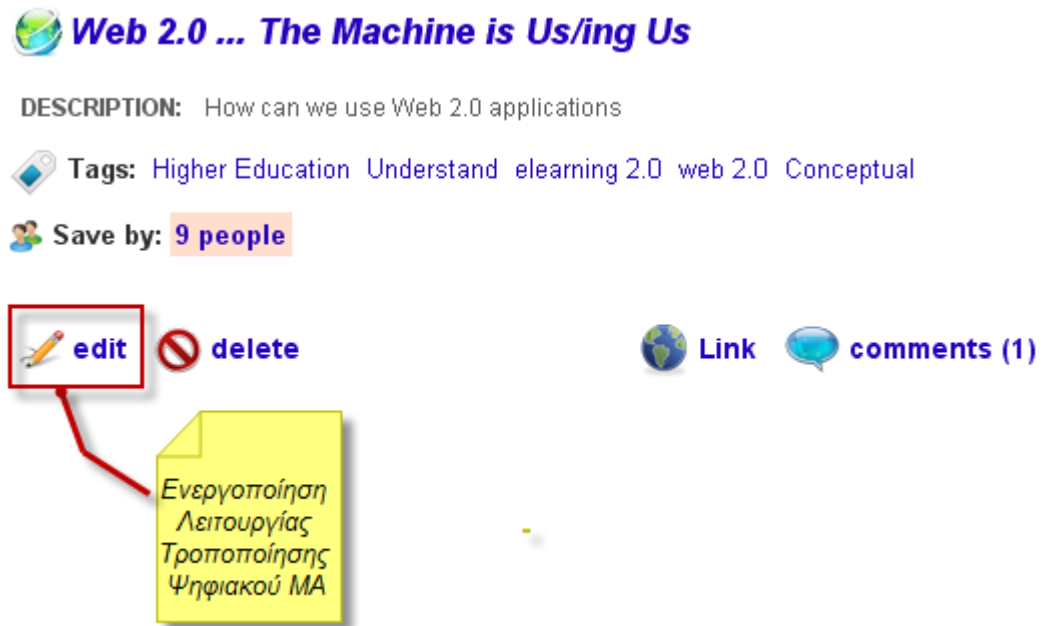 Web 2.0 ... The Machine is Us/ing Us
DESCRIPTION: How can we use Web 2.0 applications
Tags: Higher Education Understand elearning 2.0 web 2.0 Conceptual
Save by: 9 people
edit delete Link comments (1)
Ενεργοποίηση
Λειτουργίας
Τροποποίησης
Ψηφιακού ΜΑ